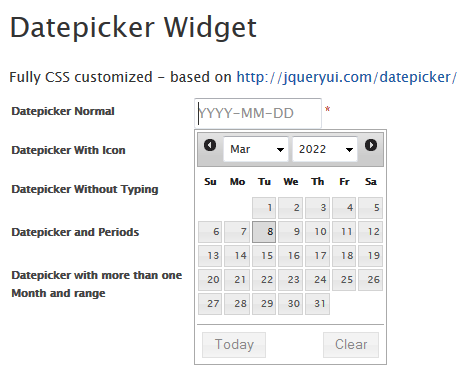 Datepicker Widget
Fully CSS customized - based on http://jqueryui.com/datepicker/
Datepicker Normal
YYYY-MM-DD *
Datepicker With Icon
Datepicker Without Typing
Datepicker and Periods
Datepicker with more than one
Month and range
Mar 2022
Su Mo Tu We Th Fr Sa
1 2 3 4 5
6 7 8 9 10 11 12
13 14 15 16 17 18 19
20 21 22 23 24 25 26
27 28 29 30 31
Today Clear